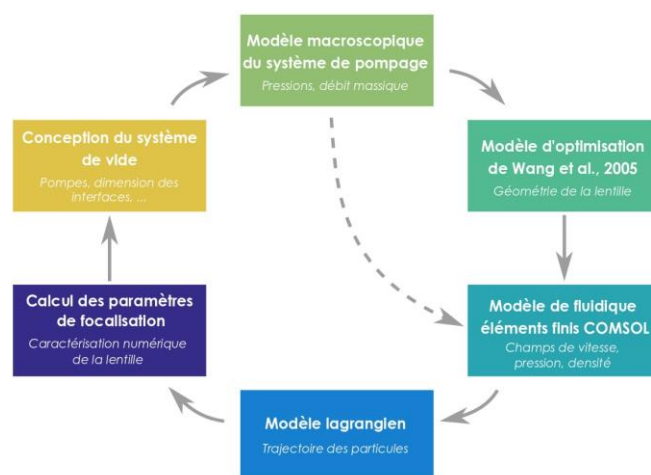 Modèle macroscopique
du système de pompage
Pressions, débit massique
Modèle d'optimisation
de Wang et al., 2005
Géométrie de la lentille
Modèle de fluidique
éléments finis COMSOL
Champs de vitesse,
pression, densité
Modèle lagrangien
Trajectoire des particules
Calcul des paramètres
de focalisation
Caractérisation numérique
de la lentille
Conception du système
de vide
Pompes, dimension des
interfaces, ...